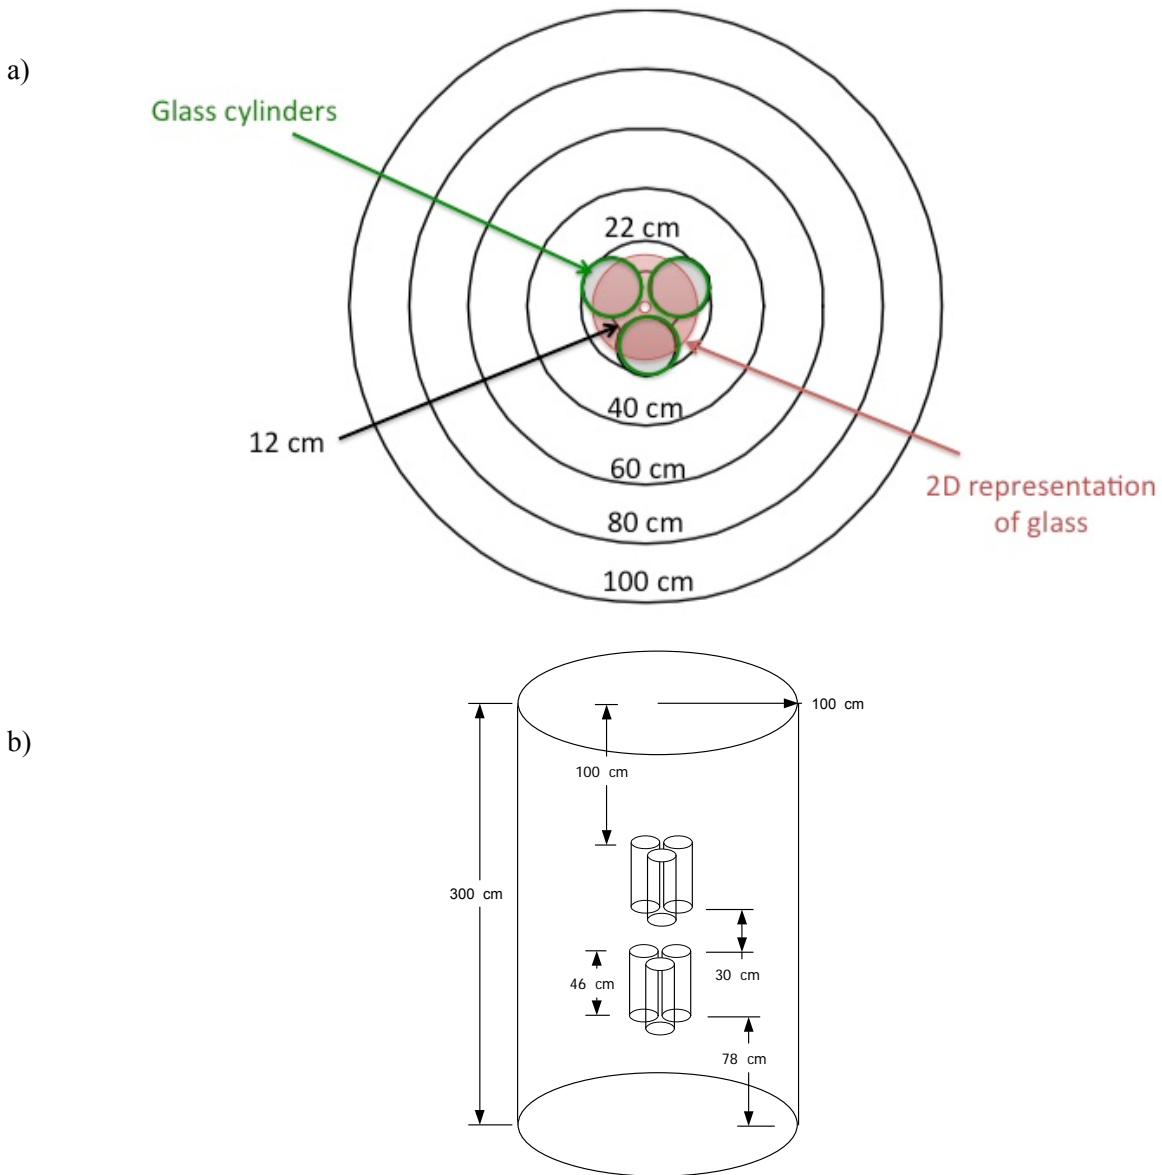 a)
Glass cylinders
22 cm
12 cm
40 cm
60 cm
80 cm
100 cm
2D representation
of glass
b)
100 cm
100 cm
300 cm
30 cm
46 cm
78 cm